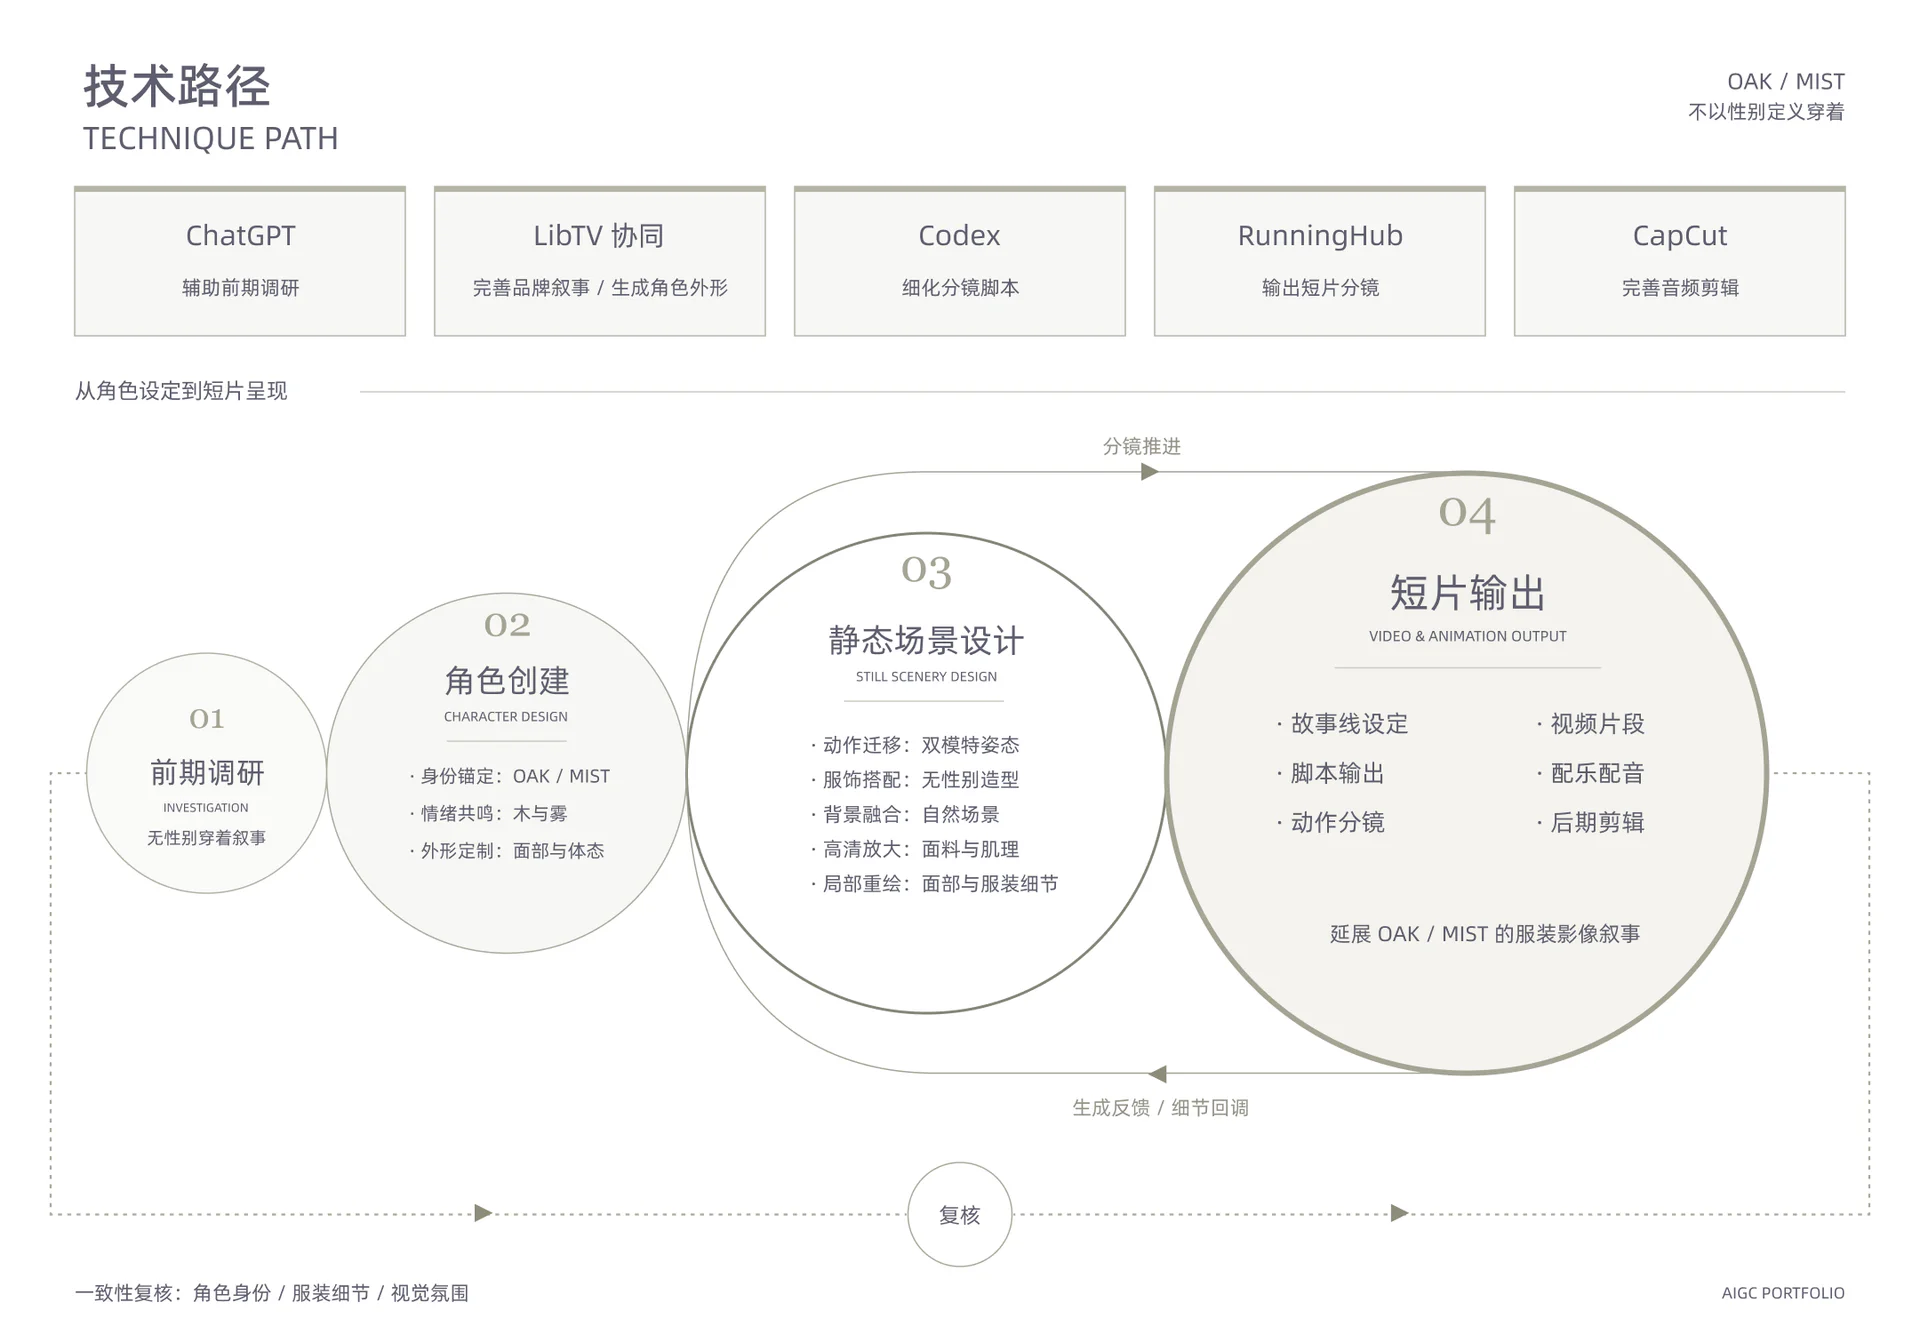 技术路径
TECHNIQUE PATH
OAK / MIST
不以性别定义穿着
ChatGPT
辅助前期调研
LibTV 协同
完善品牌叙事 / 生成角色外形
Codex
细化分镜脚本
RunningHub
输出短片分镜
CapCut
完善音频剪辑
从角色设定到短片呈现
分镜推进
01
前期调研
INVESTIGATION
无性别穿着叙事
02
角色创建
CHARACTER DESIGN
· 身份锚定：OAK / MIST
· 情绪共鸣：木与雾
· 外形定制：面部与体态
03
静态场景设计
STILL SCENERY DESIGN
· 动作迁移：双模特姿态
· 服饰搭配：无性别造型
· 背景融合：自然场景
· 高清放大：面料与肌理
· 局部重绘：面部与服装细节
04
短片输出
VIDEO & ANIMATION OUTPUT
· 故事线设定
· 脚本输出
· 动作分镜
· 视频片段
· 配乐配音
· 后期剪辑
延展 OAK / MIST 的服装影像叙事
生成反馈 / 细节回调
复核
一致性复核：角色身份 / 服装细节 / 视觉氛围
AIGC PORTFOLIO